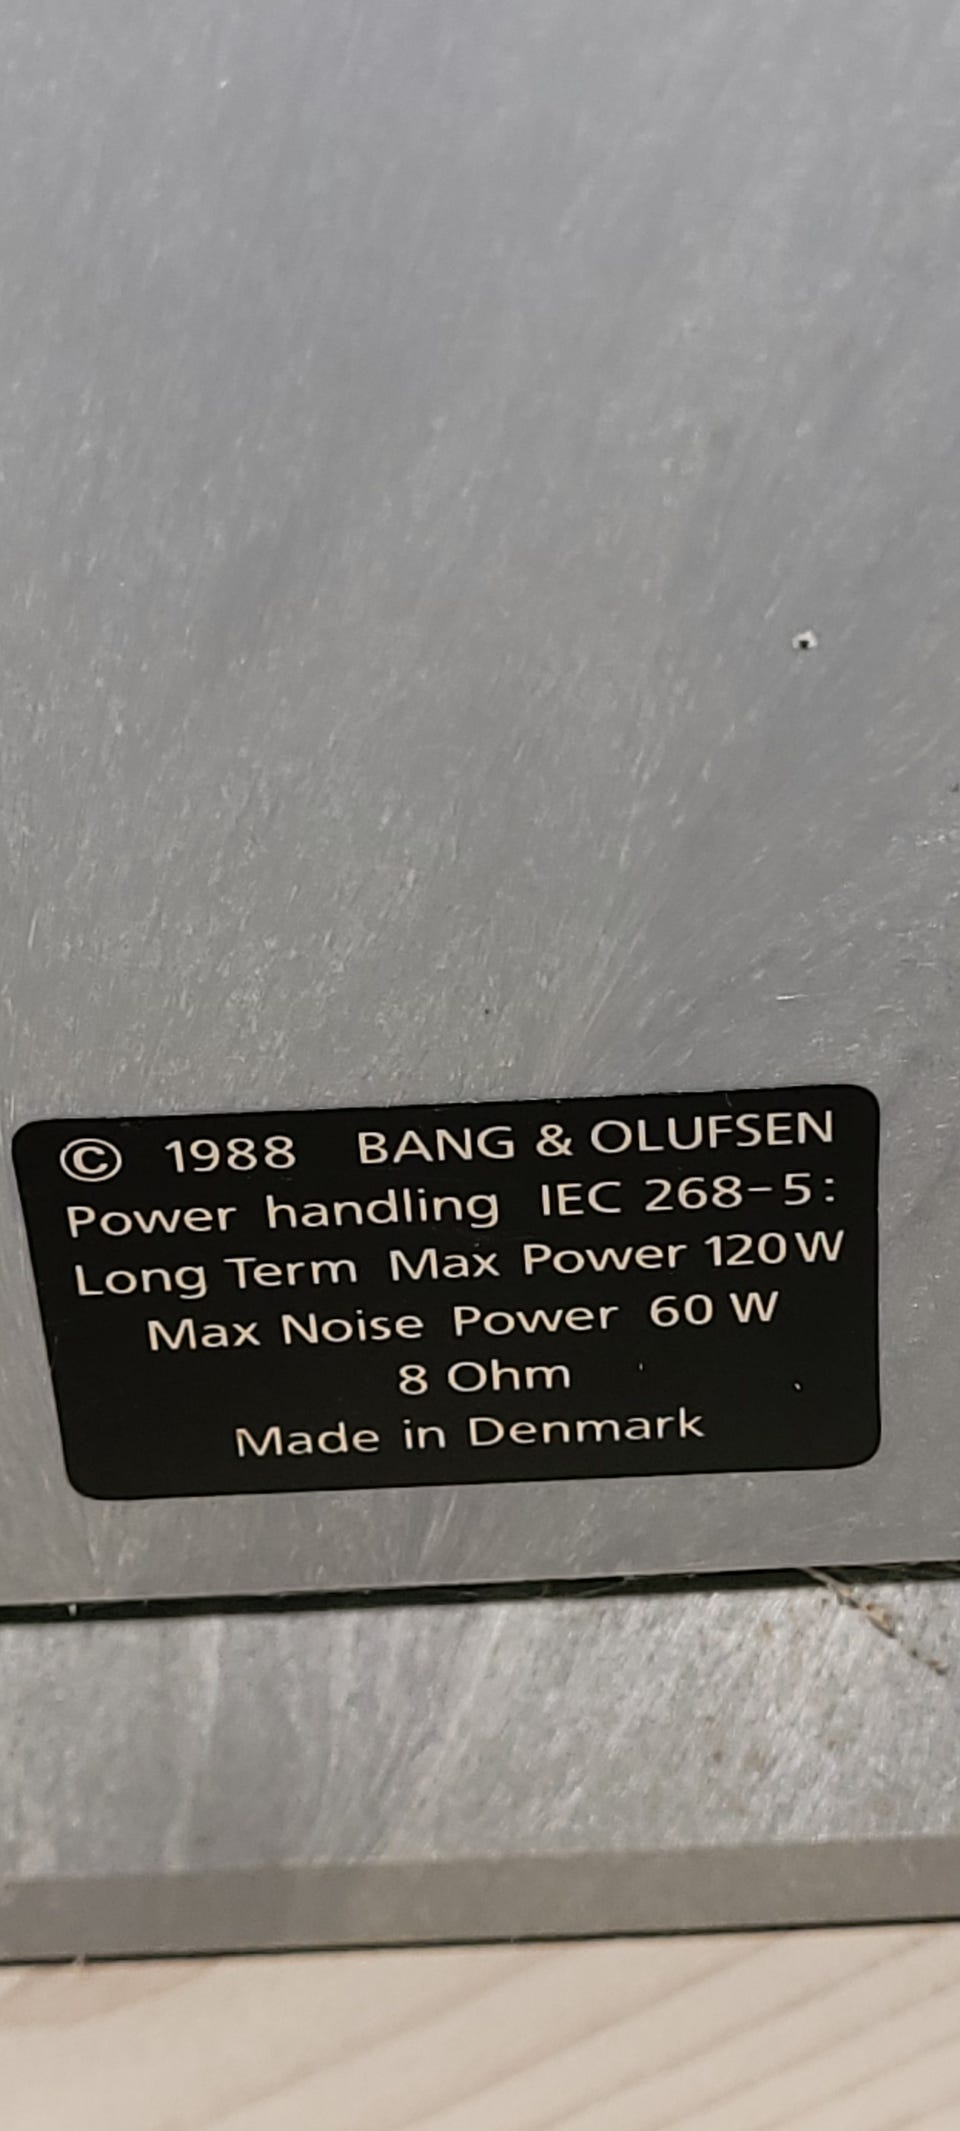 © 1988 BANG & OLUFSEN
Power handling IEC 268-5:
Long Term Max Power 120W
Max Noise Power 60 W
8 Ohm
Made in Denmark